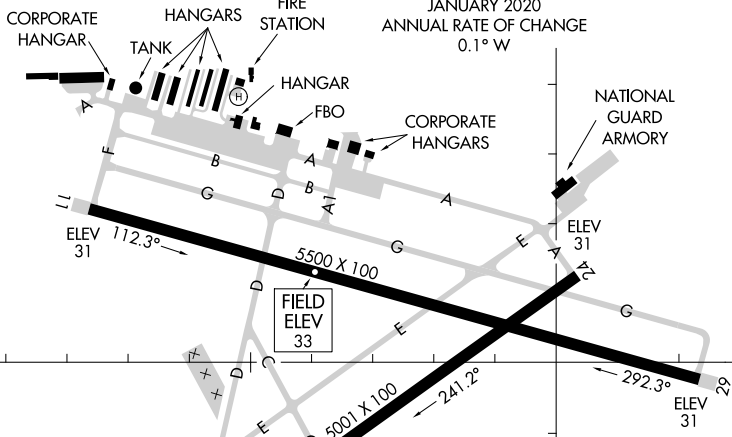 JANUARY 2020
ANNUAL RATE OF CHANGE
0.1° W
CORPORATE
HANGAR
HANGARS
FIRE
STATION
TANK
H
HANGAR
FBO
CORPORATE
HANGARS
NATIONAL
GUARD
ARMORY
A
F
B
A
B
D
A1
G
A
G
E
A
11
ELEV
31
112.3°
5500 X 100
ELEV
31
24
FIELD
ELEV
33
D
E
G
D
C
E
5001 X 100
241.2°
292.3°
29
ELEV
31